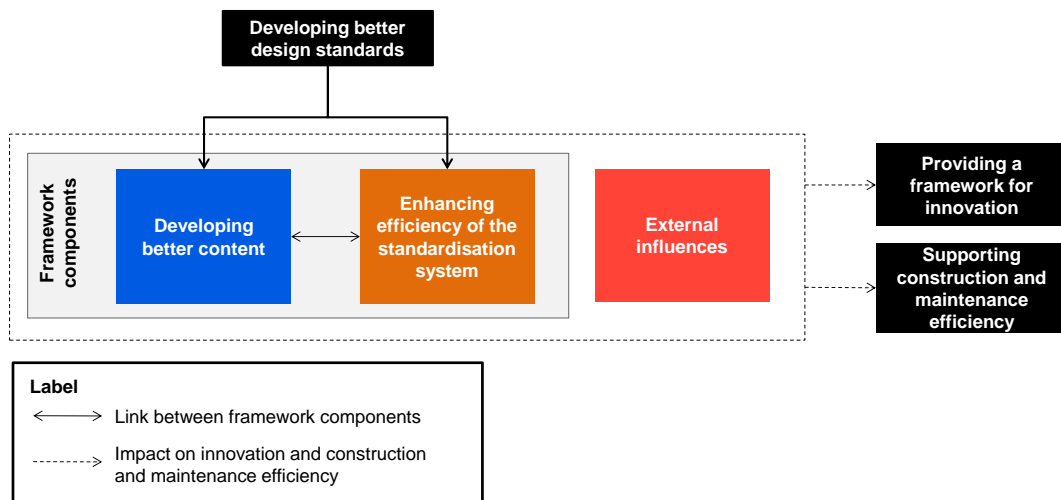 Developing better
design standards
Framework
components
Developing
better content
Enhancing
efficiency of the
standardisation
system
External
influences
Providing a
framework for
innovation
Supporting
construction and
maintenance
efficiency
Label
Link between framework components
Impact on innovation and construction
and maintenance efficiency